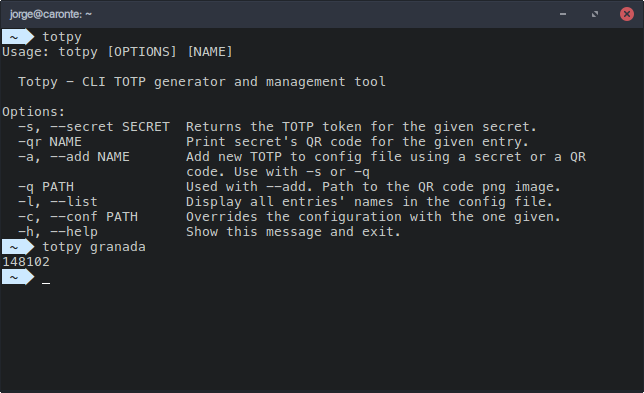 jorge@caronte: ~
~ totpy
Usage: totpy [OPTIONS] [NAME]
Totpy - CLI TOTP generator and management tool
Options:
-s, --secret SECRET  Returns the TOTP token for the given secret.
-qr NAME             Print secret's QR code for the given entry.
-a, --add NAME       Add new TOTP to config file using a secret or a QR
code. Use with -s or -q
-q PATH              Used with --add. Path to the QR code png image.
-l, --list           Display all entries' names in the config file.
-c, --conf PATH      Overrides the configuration with the one given.
-h, --help           Show this message and exit.
~ totpy granada
148102
~ _